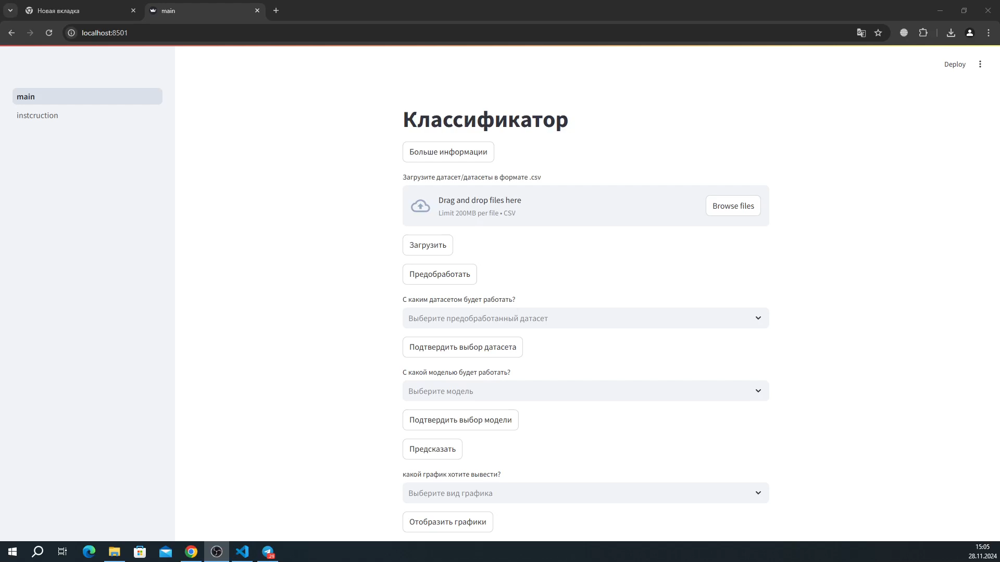 Новая вкладка
main
localhost:8501
Deploy
main
instcruction
Классификатор
Больше информации
Загрузите датасет/датасеты в формате .csv
Drag and drop files here
Limit 200MB per file • CSV
Browse files
Загрузить
Предобработать
С каким датасетом будет работать?
Выберите предобработанный датасет
Подтвердить выбор датасета
С какой моделью будет работать?
Выберите модель
Подтвердить выбор модели
Предсказать
какой график хотите вывести?
Выберите вид графика
Отобразить графики
29
15:05
28.11.2024